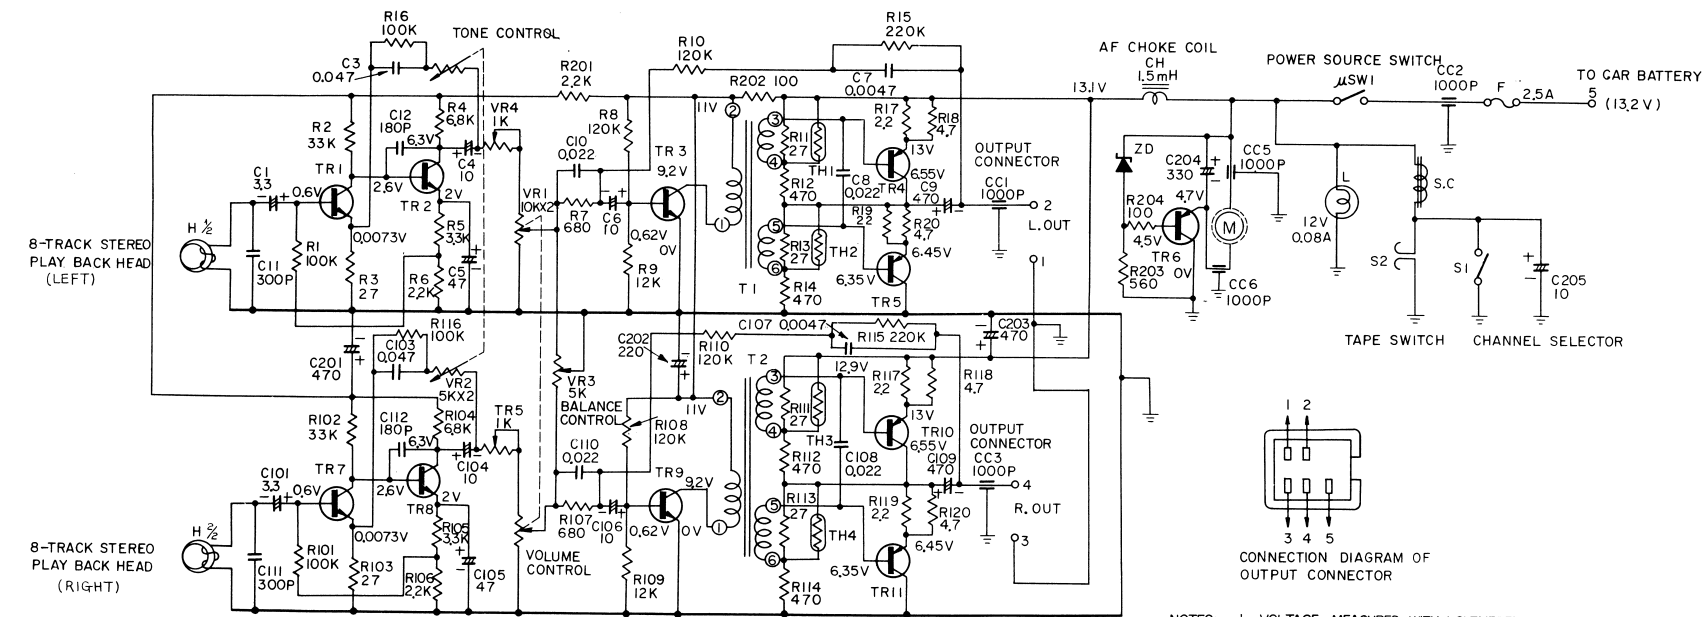 R16
100K
TONE CONTROL
C3
0.047
R201
2.2K
R10
120K
R15
220K
C7
0.0047
R202 100
AF CHOKE COIL
CH
1.5mH
13.1V
POWER SOURCE SWITCH
µSW1
CC2
1000P
F
2.5A
TO CAR BATTERY
5
(13.2V)
R2
33K
C12
180P
R4
6.8K
VR4
1K
6.3V
C4
10
R8
120K
11V
2
C10
0.022
TR3
9.2V
3
R11
27
4
TH1
R17
2.2
R18
4.7
13V
TR4
6.55V
C8
0.022
C9
470
R12
470
OUTPUT
CONNECTOR
CC1
1000P
2
L.OUT
1
C1
3.3
0.6V
TR1
2.6V
TR2
2V
VR1
10KX2
R7
680
C6
10
0.62V
0V
1
5
R13
27
6
TH2
R19
22
R20
4.7
6.45V
6.35V
TR5
R14
470
T1
H 1/2
8-TRACK STEREO
PLAY BACK HEAD
(LEFT)
C11
300P
R1
100K
0.0073V
R3
27
R5
3.3K
R6
2.2K
C5
47
R9
12K
ZD
C204
330
CC5
1000P
4.7V
R204
100
4.5V
TR6
0V
M
R203
560
CC6
1000P
L
12V
0.08A
S.C
S2
S1
C205
10
TAPE SWITCH
CHANNEL SELECTOR
C201
470
R116
100K
C103
0.047
VR2
5KX2
C202
220
R110
120K
C107 0.0047
R115 220K
C203
470
T2
12.9V
VR3
5K
BALANCE
CONTROL
11V
2
R102
33K
C112
180P
R104
6.8K
TR5
1K
6.3V
C104
10
R108
120K
C110
0.022
TR9
9.2V
3
R111
27
4
TH3
R117
2.2
R118
4.7
13V
TR10
6.55V
R112
470
C108
0.022
C109
470
OUTPUT
CONNECTOR
CC3
1000P
4
R.OUT
3
C101
3.3
0.6V
TR7
2.6V
TR8
2V
R107
680
C106
10
0.62V
0V
1
5
R113
27
6
TH4
R119
2.2
R120
4.7
6.45V
6.35V
TR11
R114
470
H 2/2
8-TRACK STEREO
PLAY BACK HEAD
(RIGHT)
C111
300P
R101
100K
0.0073V
R103
27
R105
3.3K
R106
2.2K
C105
47
VOLUME
CONTROL
R109
12K
1 2
3 4 5
CONNECTION DIAGRAM OF
OUTPUT CONNECTOR